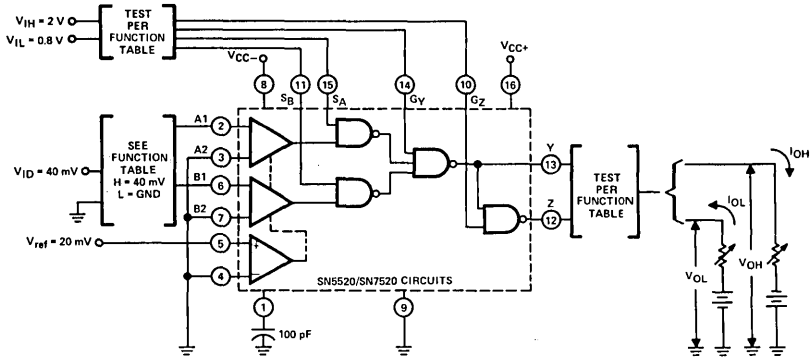 V_IH = 2 V
V_IL = 0.8 V
TEST
PER
FUNCTION
TABLE
V_CC–
V_CC+
8
11
15
14
10
16
S_B
S_A
G_Y
G_Z
SEE
FUNCTION
TABLE
H = 40 mV
L = GND
V_ID = 40 mV
V_ref = 20 mV
A1
2
A2
3
B1
6
B2
7
5
+
4
–
SN5520/SN7520 CIRCUITS
1
9
100 pF
Y
13
Z
12
TEST
PER
FUNCTION
TABLE
I_OH
I_OL
V_OL
V_OH